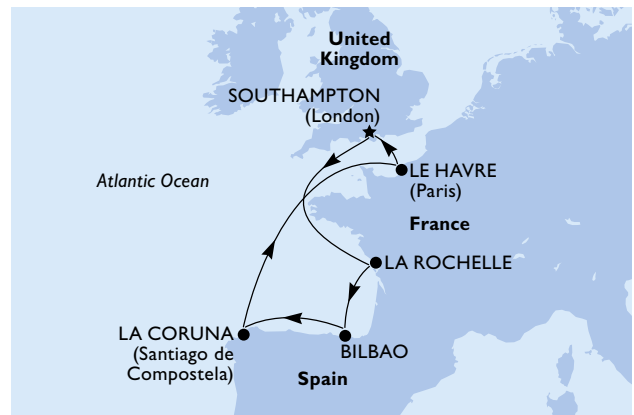 United
Kingdom
SOUTHAMPTON
(London)
Atlantic Ocean
LE HAVRE
(Paris)
France
LA ROCHELLE
LA CORUNA
(Santiago de
Compostela)
BILBAO
Spain